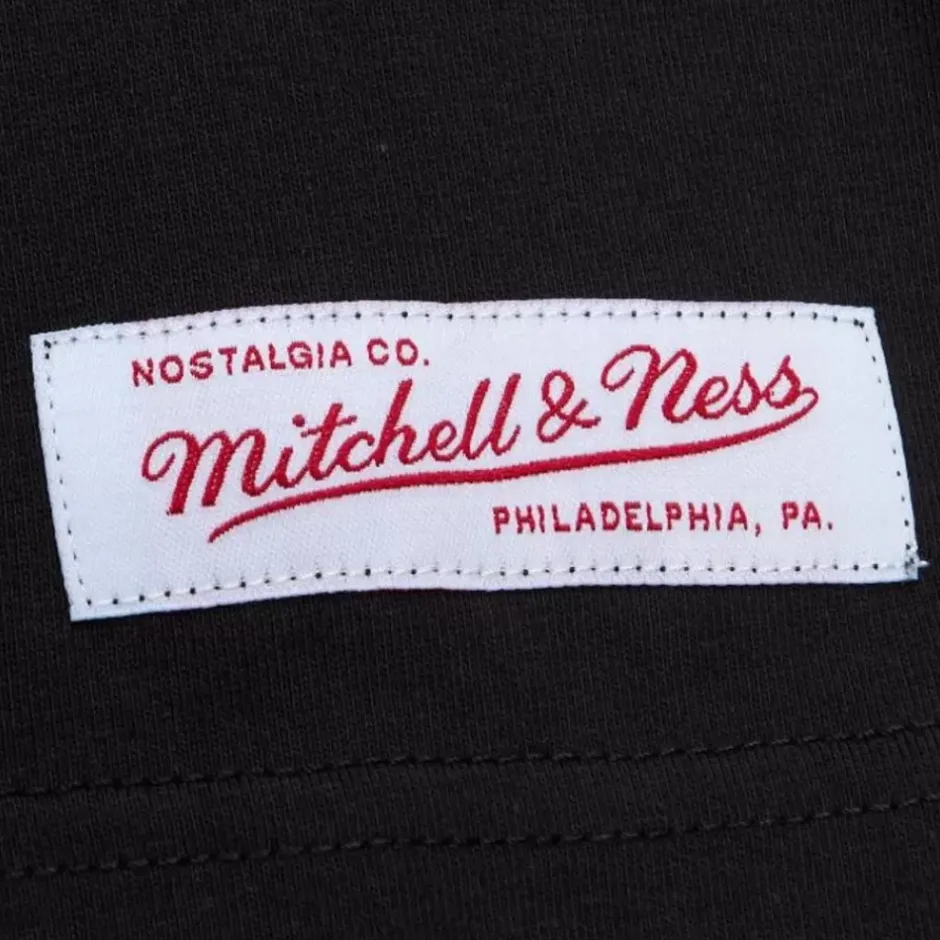 NOSTALGIA CO.
Mitchell & Ness
PHILADELPHIA, PA.